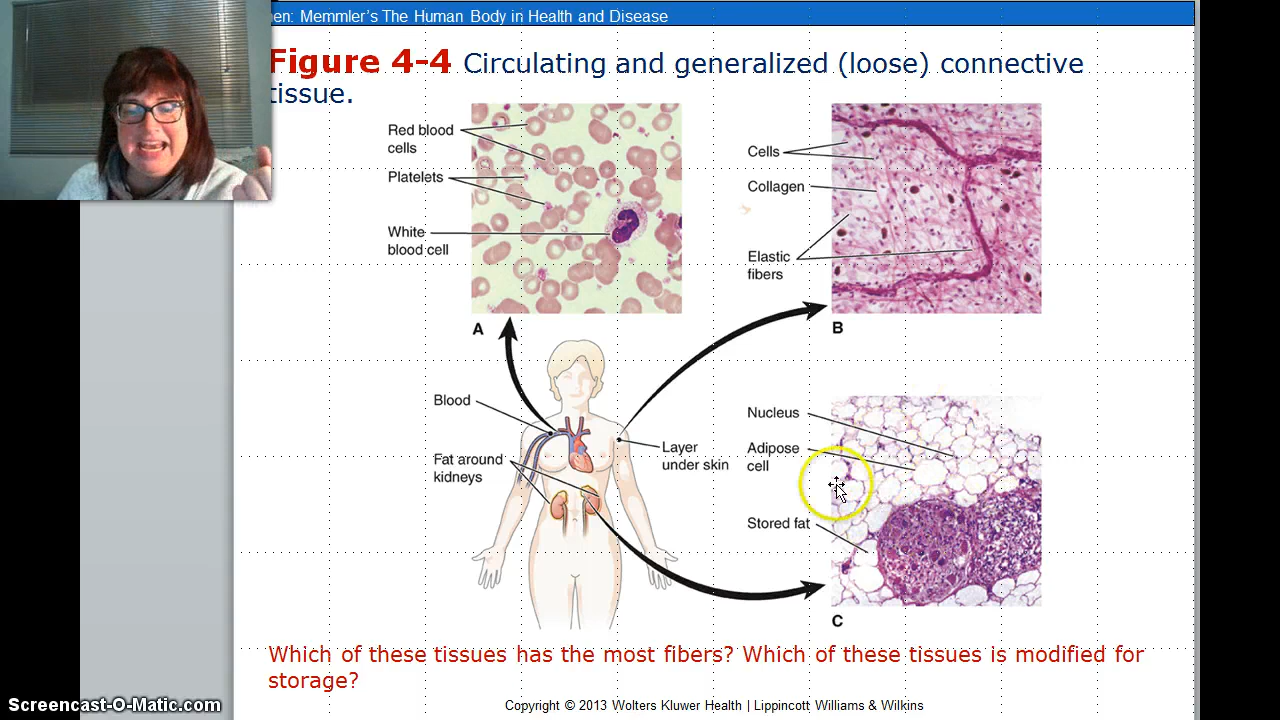 en: Memmler's The Human Body in Health and Disease
Figure 4-4 Circulating and generalized (loose) connective
tissue.
Red blood
cells
Platelets
White
blood cell
A
Cells
Collagen
Elastic
fibers
B
Blood
Fat around
kidneys
Layer
under skin
Nucleus
Adipose
cell
Stored fat
C
Which of these tissues has the most fibers? Which of these tissues is modified for
storage?
Copyright © 2013 Wolters Kluwer Health | Lippincott Williams & Wilkins
Screencast-O-Matic.com